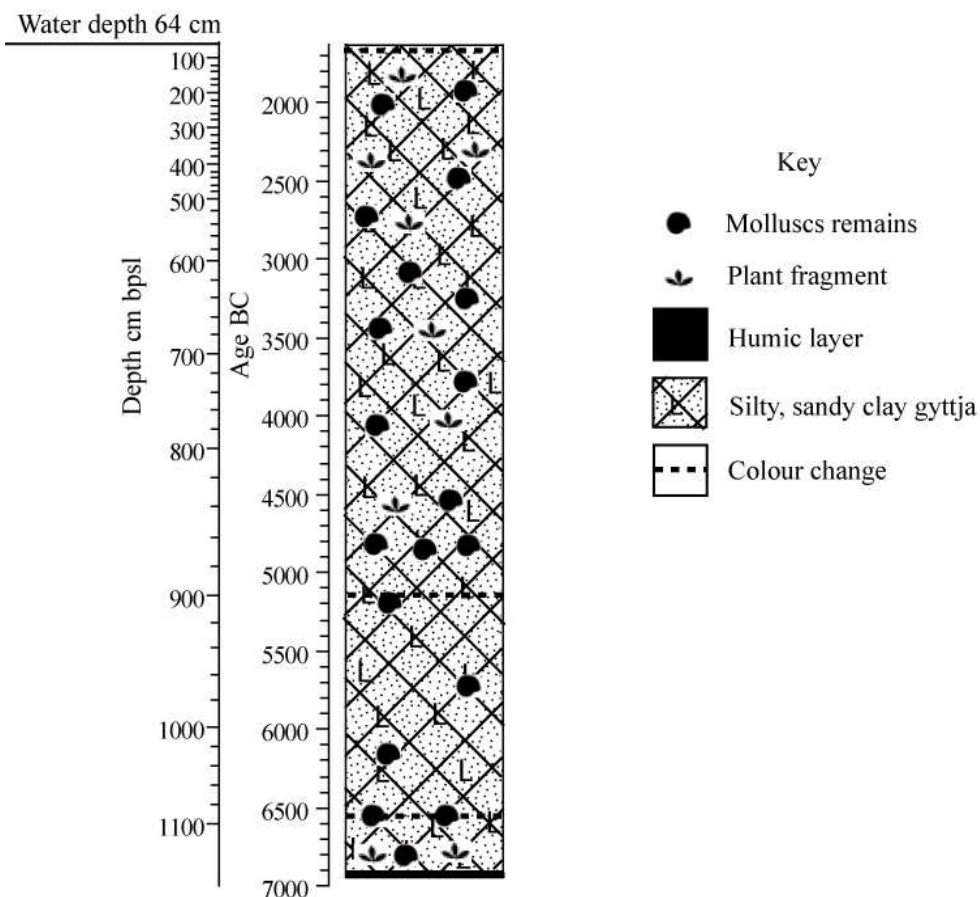 Water depth 64 cm
100
200
300
400
500
600
700
800
900
1000
1100
Depth cm bpsl
Age BC
2000
2500
3000
3500
4000
4500
5000
5500
6000
6500
7000
Key
Molluscs remains
Plant fragment
Humic layer
L Silty, sandy clay gyttja
Colour change